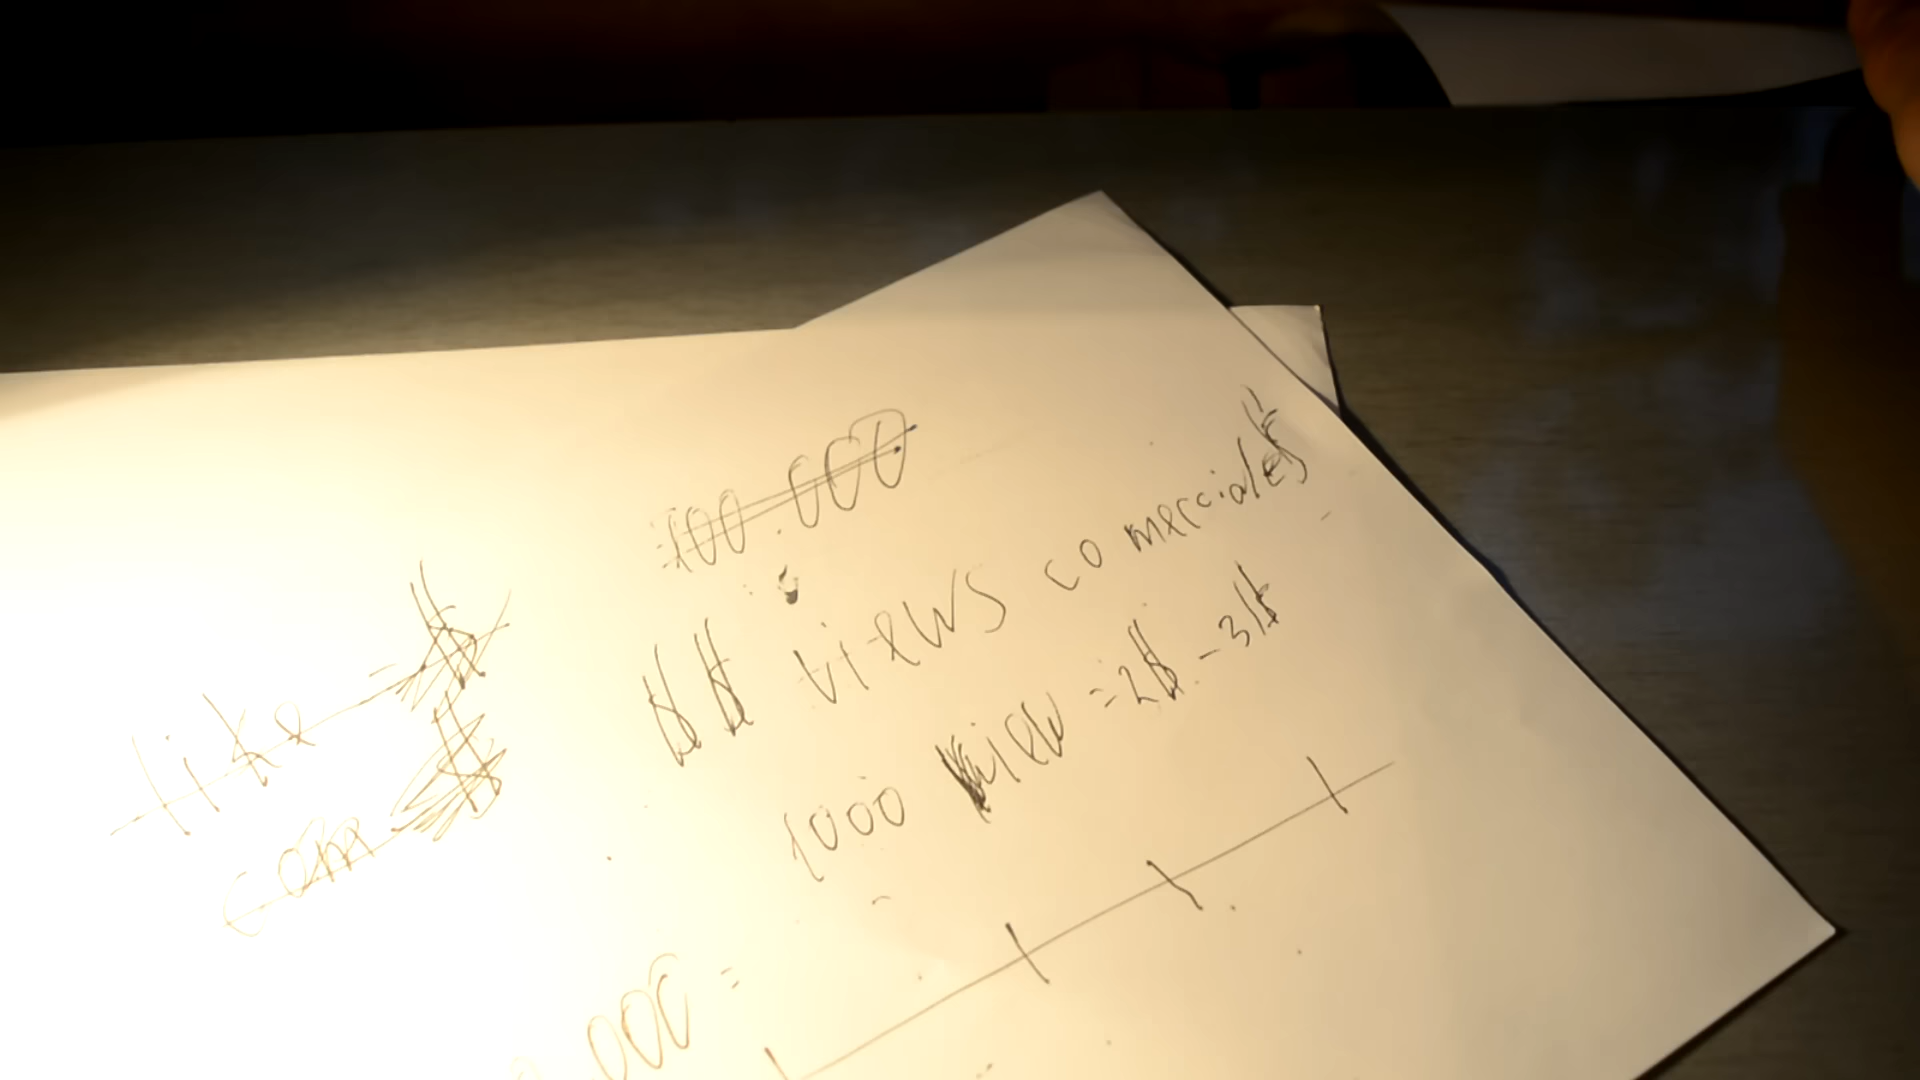 100.000
$$ views comerciales
1000 view = 2$ - 3$
like = $
com = $
.000 =